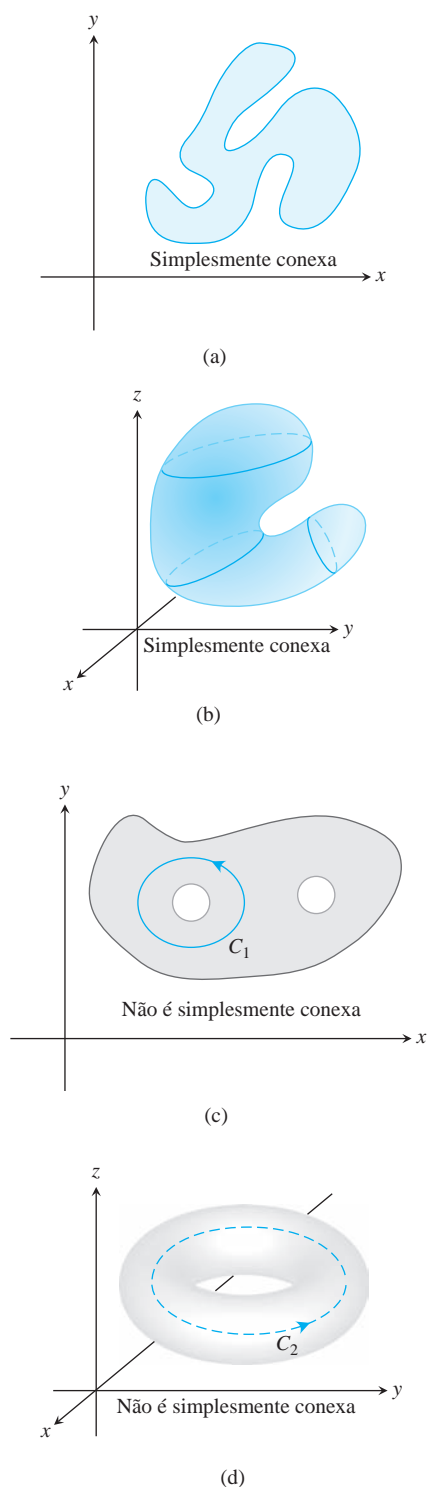 y
Simplesmente conexa
x
(a)
z
y
Simplesmente conexa
x
(b)
y
C1
Não é simplesmente conexa
x
(c)
z
C2
y
Não é simplesmente conexa
x
(d)